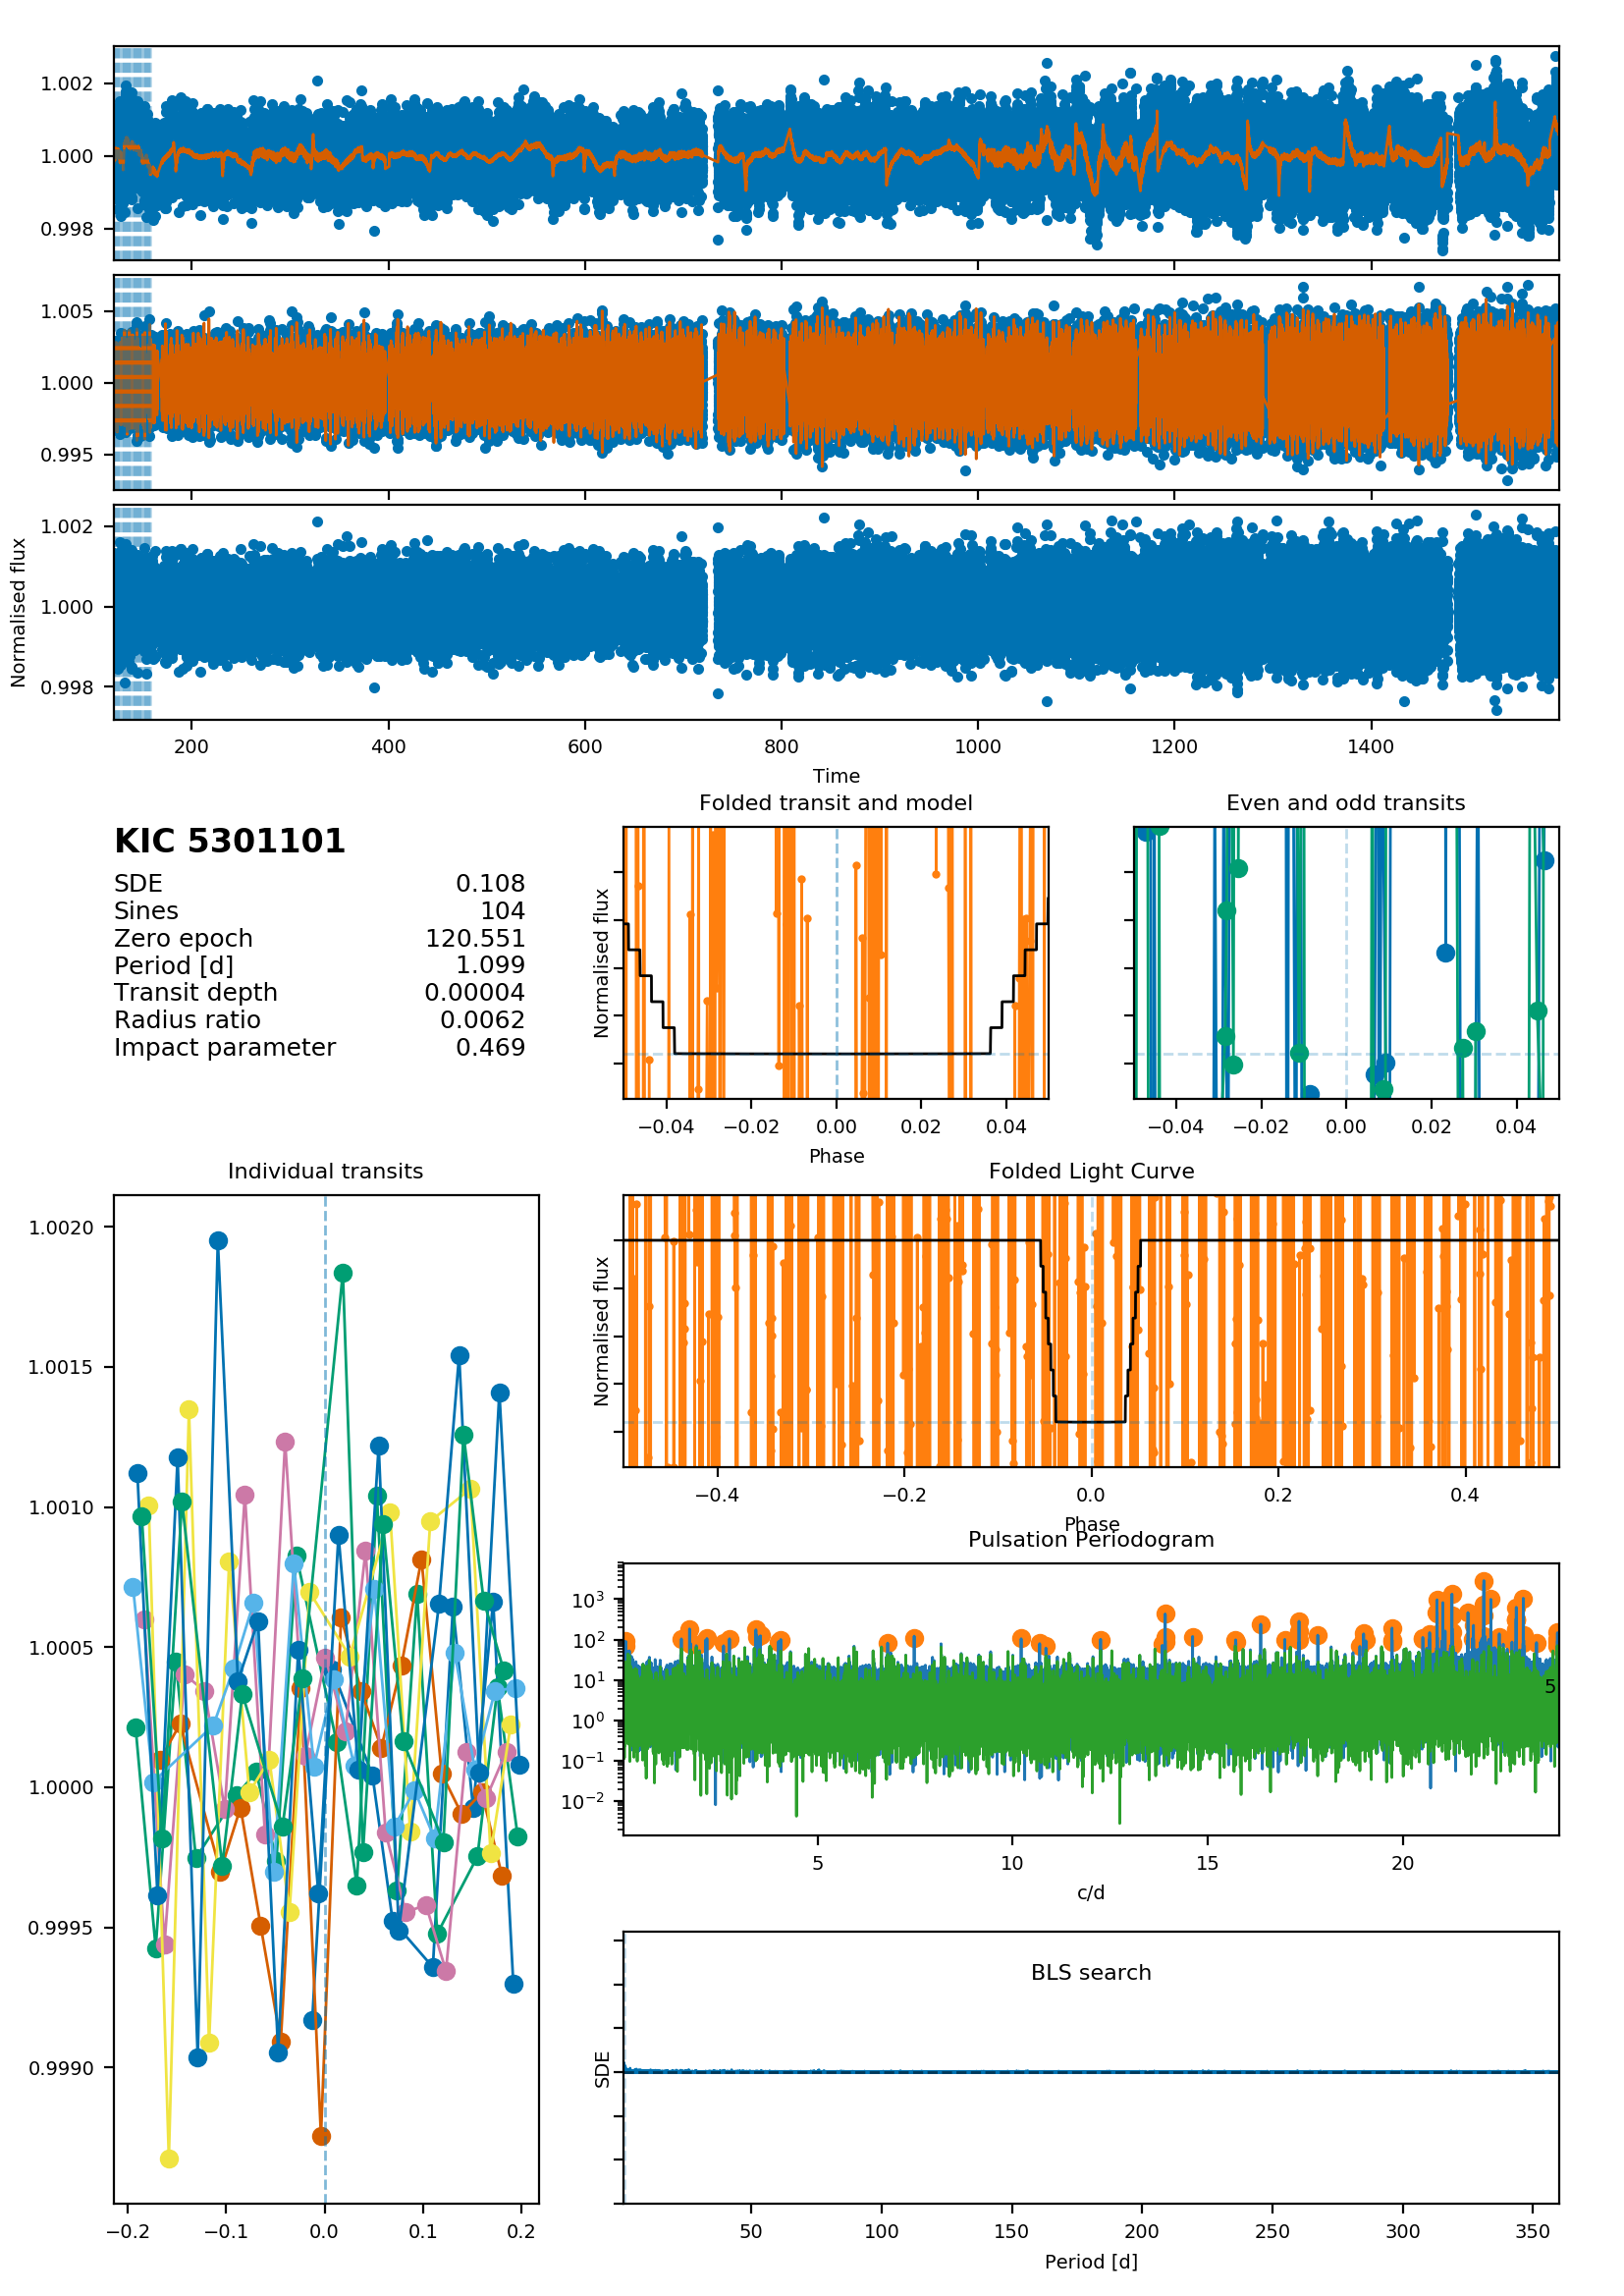 1.002
1.000
0.998
1.005
1.000
0.995
Normalised flux
1.002
1.000
0.998
200 400 600 800 1000 1200 1400
Time
KIC 5301101
SDE 0.108
Sines 104
Zero epoch 120.551
Period [d] 1.099
Transit depth 0.00004
Radius ratio 0.0062
Impact parameter 0.469
Folded transit and model
Normalised flux
−0.04 −0.02 0.00 0.02 0.04
Phase
Even and odd transits
−0.04 −0.02 0.00 0.02 0.04
Individual transits
1.0020
1.0015
1.0010
1.0005
1.0000
0.9995
0.9990
−0.2 −0.1 0.0 0.1 0.2
Folded Light Curve
Normalised flux
−0.4 −0.2 0.0 0.2 0.4
Phase
Pulsation Periodogram
10³
10²
10¹
10⁰
10⁻¹
10⁻²
5
5 10 15 20
c/d
BLS search
SDE
50 100 150 200 250 300 350
Period [d]